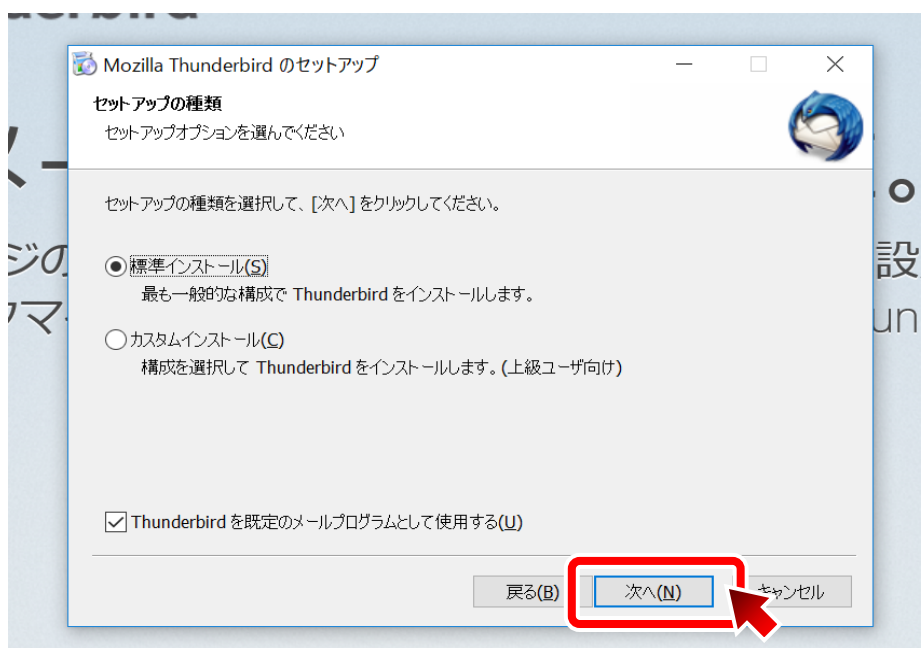 Mozilla Thunderbird のセットアップ
セットアップの種類
セットアップオプションを選んでください
セットアップの種類を選択して、[次へ] をクリックしてください。
標準インストール(S)
最も一般的な構成で Thunderbird をインストールします。
カスタムインストール(C)
構成を選択して Thunderbird をインストールします。(上級ユーザ向け)
Thunderbird を既定のメールプログラムとして使用する(U)
戻る(B) 次へ(N) キャンセル
ジの
設
クマ
un